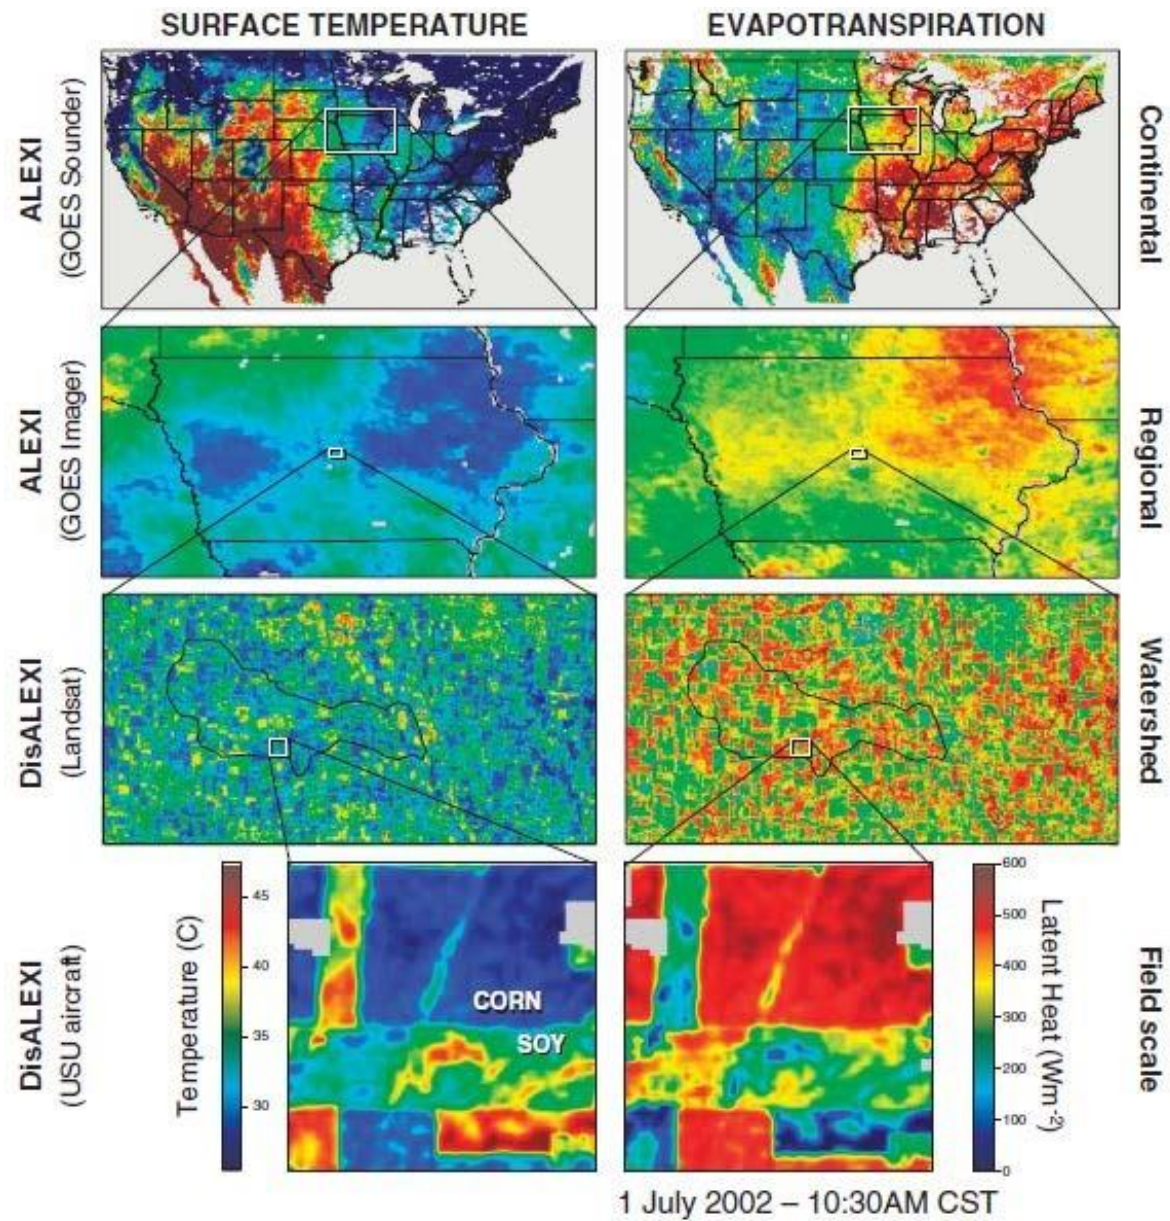 SURFACE TEMPERATURE
EVAPOTRANSPIRATION
ALEXI
(GOES Sounder)
Continental
ALEXI
(GOES Imager)
Regional
DisALEXI
(Landsat)
Watershed
DisALEXI
(USU aircraft)
Temperature (C)
45
40
35
30
CORN
SOY
600
500
400
300
200
100
0
Latent Heat (Wm-2)
Field scale
1 July 2002 – 10:30AM CST